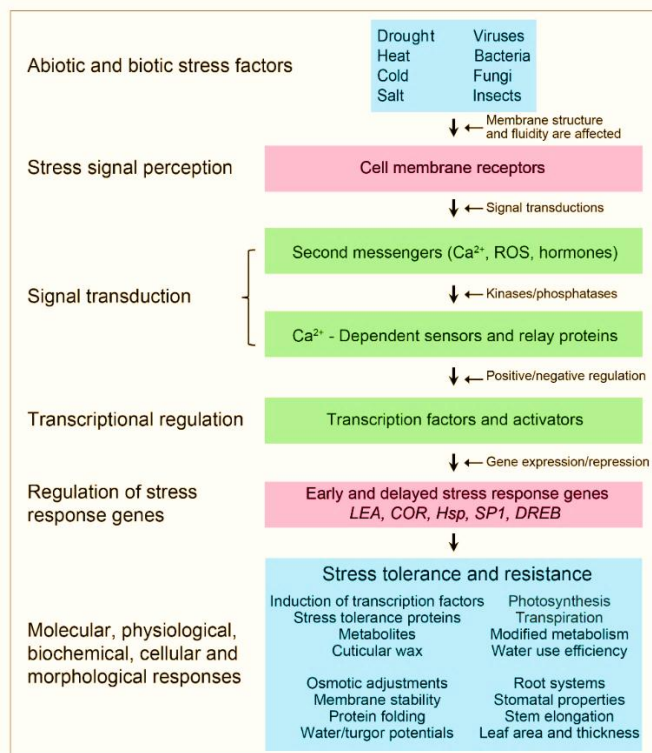 Abiotic and biotic stress factors
Drought Viruses
Heat Bacteria
Cold Fungi
Salt Insects
Membrane structure
and fluidity are affected
Stress signal perception
Cell membrane receptors
Signal transductions
Signal transduction
Second messengers (Ca²⁺, ROS, hormones)
Kinases/phosphatases
Ca²⁺ - Dependent sensors and relay proteins
Positive/negative regulation
Transcriptional regulation
Transcription factors and activators
Gene expression/repression
Regulation of stress
response genes
Early and delayed stress response genes
LEA, COR, Hsp, SP1, DREB
Molecular, physiological,
biochemical, cellular and
morphological responses
Stress tolerance and resistance
Induction of transcription factors Photosynthesis
Stress tolerance proteins Transpiration
Metabolites Modified metabolism
Cuticular wax Water use efficiency
Osmotic adjustments Root systems
Membrane stability Stomatal properties
Protein folding Stem elongation
Water/turgor potentials Leaf area and thickness